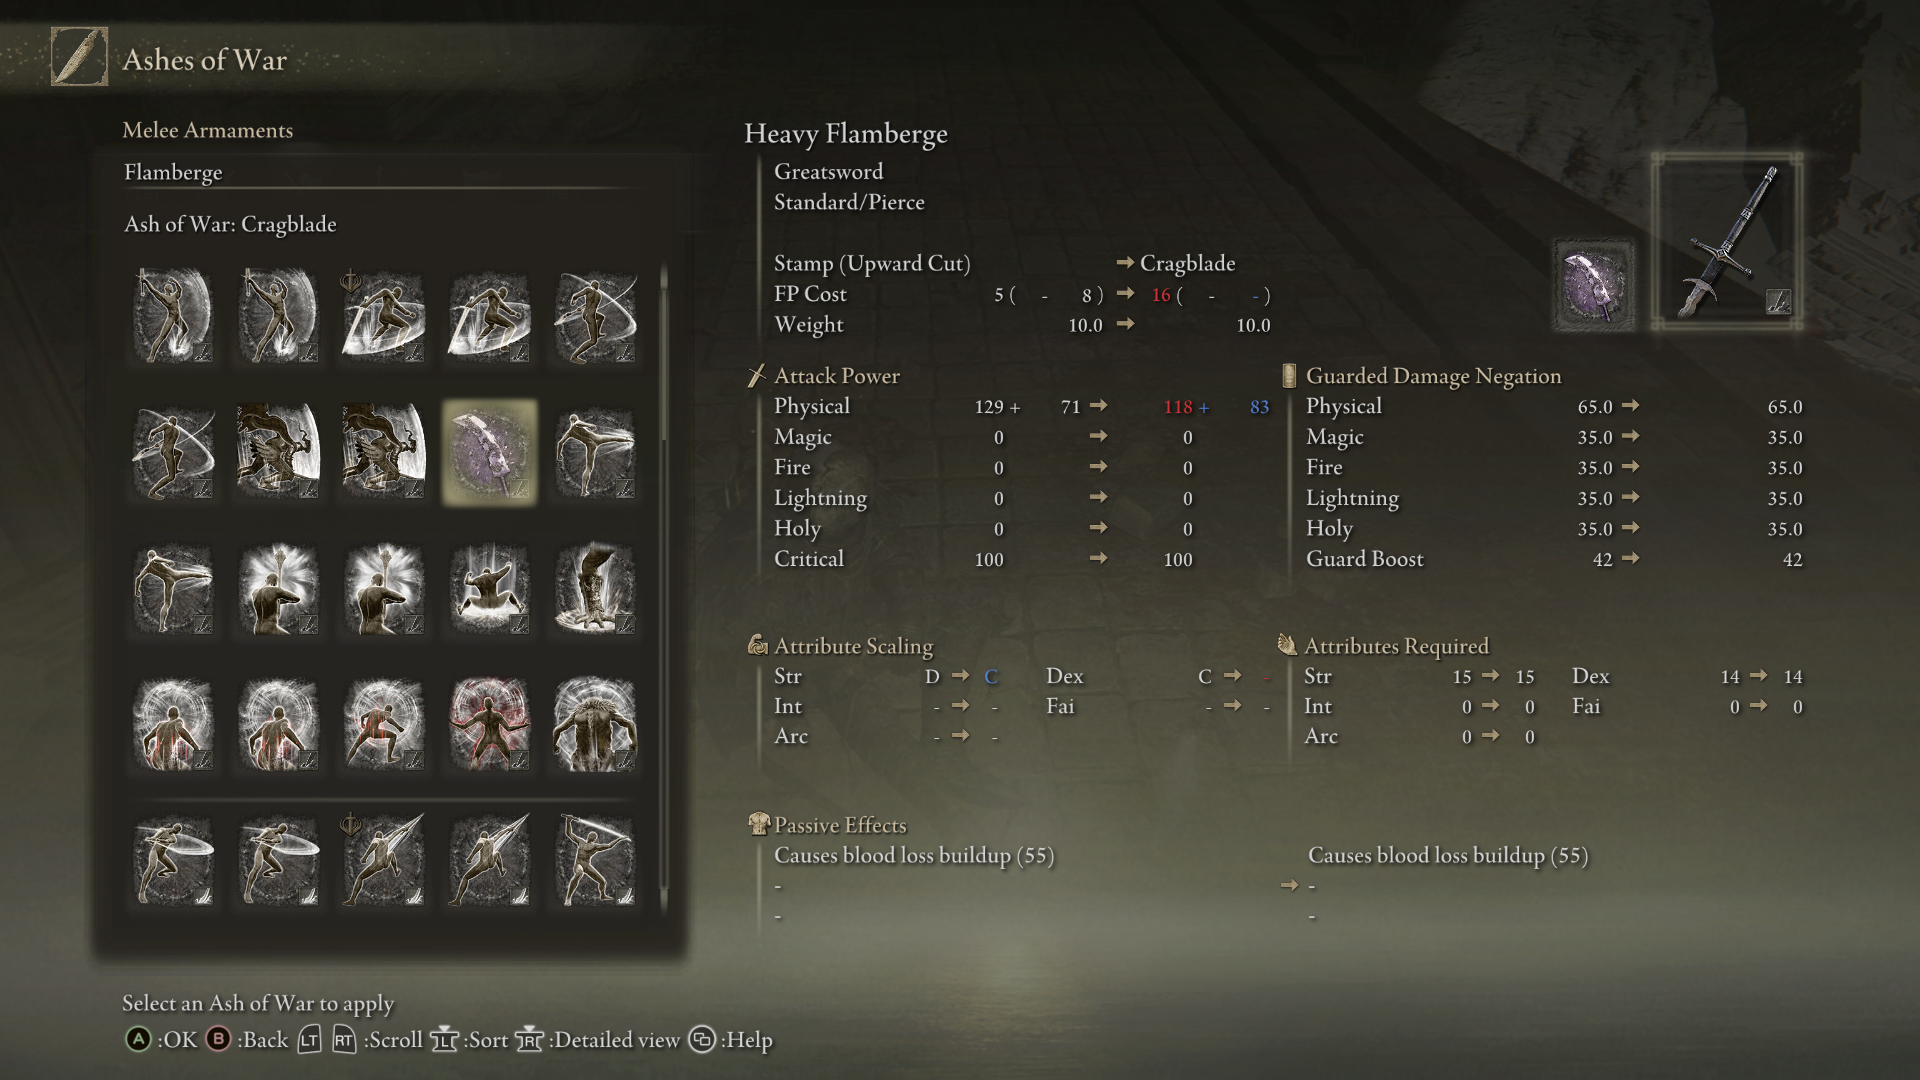 Ashes of War
Melee Armaments
Flamberge
Ash of War: Cragblade
Heavy Flamberge
Greatsword
Standard/Pierce
Stamp (Upward Cut) → Cragblade
FP Cost 5 ( - 8 ) → 16 ( - - )
Weight 10.0 → 10.0
Attack Power
Physical 129 + 71 → 118 + 83
Magic 0 → 0
Fire 0 → 0
Lightning 0 → 0
Holy 0 → 0
Critical 100 → 100
Guarded Damage Negation
Physical 65.0 → 65.0
Magic 35.0 → 35.0
Fire 35.0 → 35.0
Lightning 35.0 → 35.0
Holy 35.0 → 35.0
Guard Boost 42 → 42
Attribute Scaling
Str D → C Dex C → -
Int - → - Fai - → -
Arc - → -
Attributes Required
Str 15 → 15 Dex 14 → 14
Int 0 → 0 Fai 0 → 0
Arc 0 → 0
Passive Effects
Causes blood loss buildup (55) Causes blood loss buildup (55)
- → -
- -
Select an Ash of War to apply
A :OK B :Back LT RT :Scroll L :Sort R :Detailed view :Help